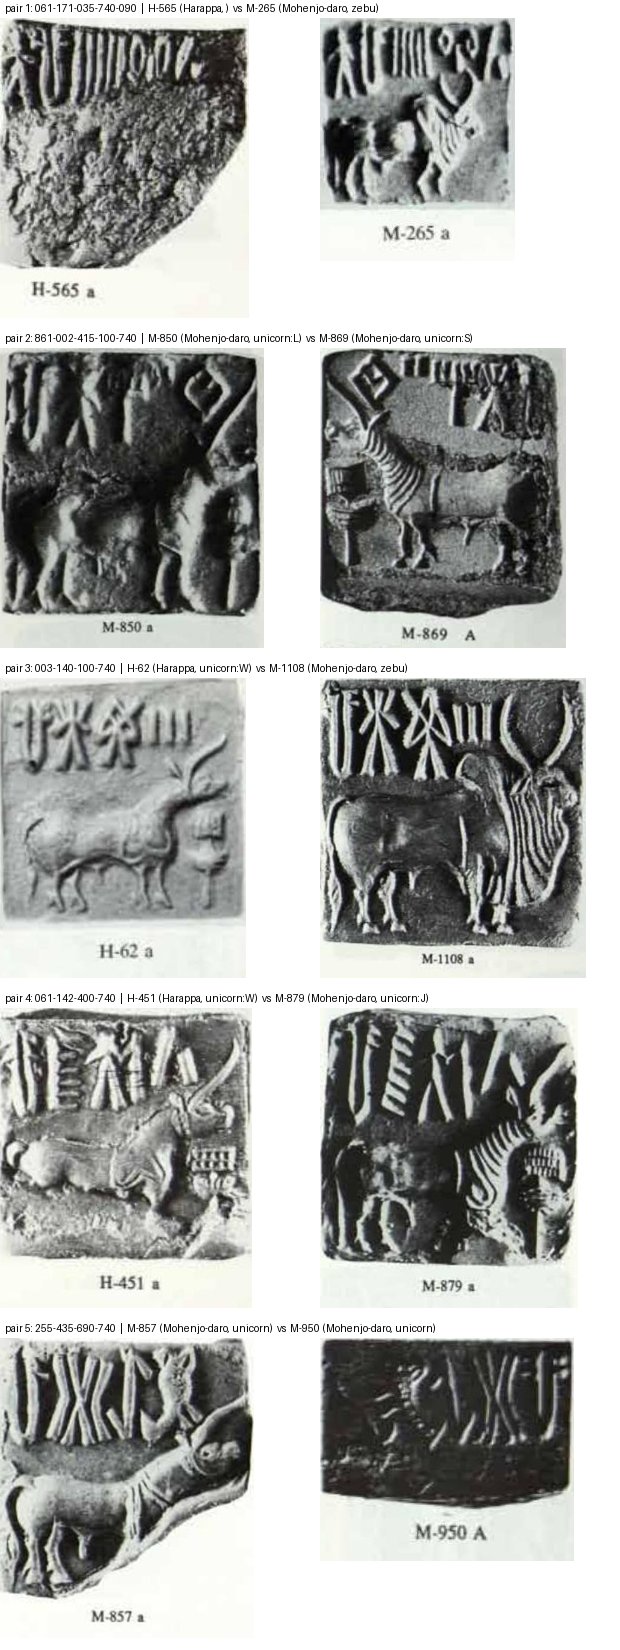 pair 1: 061-171-035-740-090 | H-565 (Harappa, ) vs M-265 (Mohenjo-daro, zebu)
H-565 a
M-265 a
pair 2: 861-002-415-100-740 | M-850 (Mohenjo-daro, unicorn:L) vs M-869 (Mohenjo-daro, unicorn:S)
M-850 a
M-869 A
pair 3: 003-140-100-740 | H-62 (Harappa, unicorn:W) vs M-1108 (Mohenjo-daro, zebu)
H-62 a
M-1108 a
pair 4: 061-142-400-740 | H-451 (Harappa, unicorn:W) vs M-879 (Mohenjo-daro, unicorn:J)
H-451 a
M-879 a
pair 5: 255-435-690-740 | M-857 (Mohenjo-daro, unicorn) vs M-950 (Mohenjo-daro, unicorn)
M-857 a
M-950 A